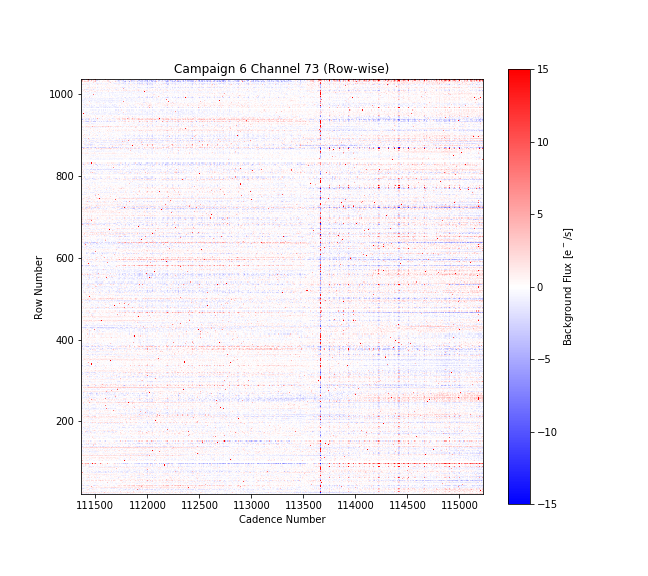 Campaign 6 Channel 73 (Row-wise)
1000
800
600
400
200
Row Number
111500 112000 112500 113000 113500 114000 114500 115000
Cadence Number
15
10
5
0
−5
−10
−15
Background Flux [e⁻/s]